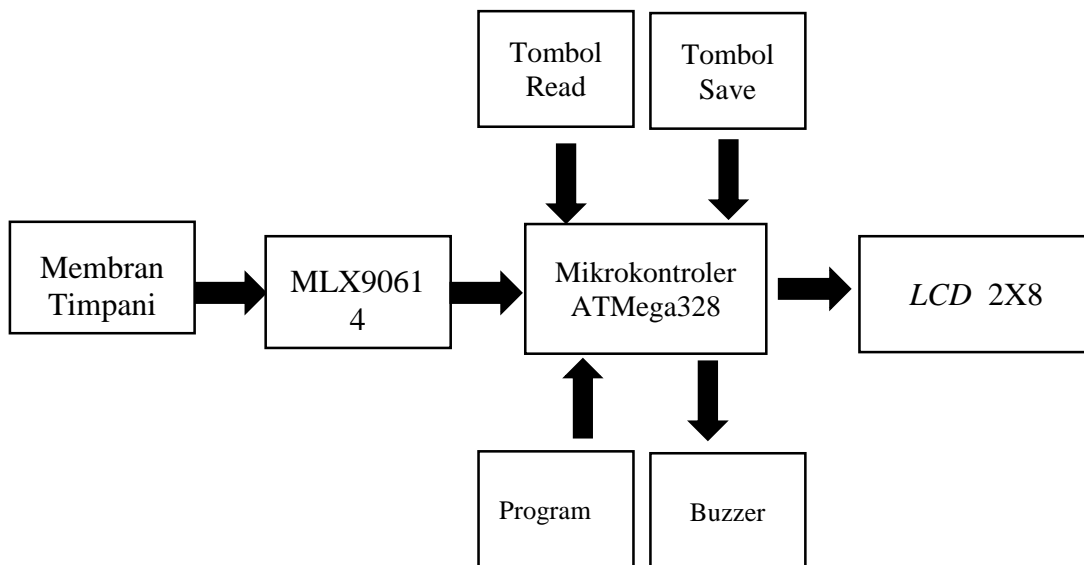 Tombol
Read
Tombol
Save
Membran
Timpani
MLX9061
4
Mikrokontroler
ATMega328
LCD 2X8
Program
Buzzer